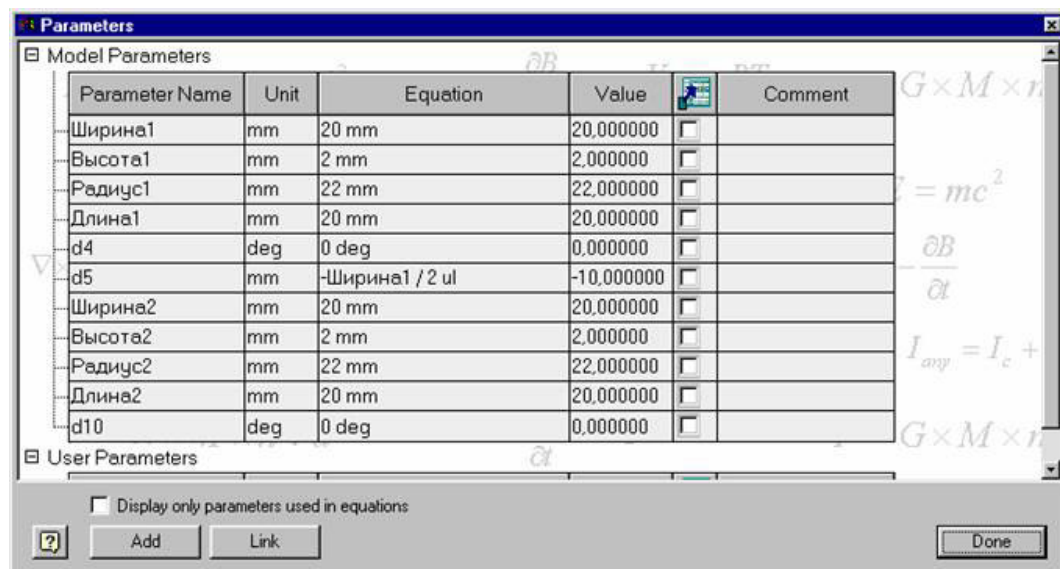 Parameters
Model Parameters
Parameter Name Unit Equation Value Comment
Ширина1 mm 20 mm 20,000000
Высота1 mm 2 mm 2,000000
Радиус1 mm 22 mm 22,000000
Длина1 mm 20 mm 20,000000
d4 deg 0 deg 0,000000
d5 mm -Ширина1 / 2 ul -10,000000
Ширина2 mm 20 mm 20,000000
Высота2 mm 2 mm 2,000000
Радиус2 mm 22 mm 22,000000
Длина2 mm 20 mm 20,000000
d10 deg 0 deg 0,000000
User Parameters
∂B
G×M×
= mc²
∂B
∂t
I_any = I_c +
G×M×
∂t
Display only parameters used in equations
Add Link Done